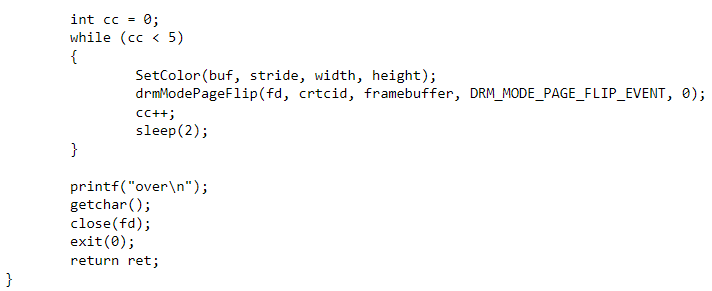 int cc = 0;
while (cc < 5)
{
SetColor(buf, stride, width, height);
drmModePageFlip(fd, crtcid, framebuffer, DRM_MODE_PAGE_FLIP_EVENT, 0);
cc++;
sleep(2);
}
printf("over\n");
getchar();
close(fd);
exit(0);
return ret;
}